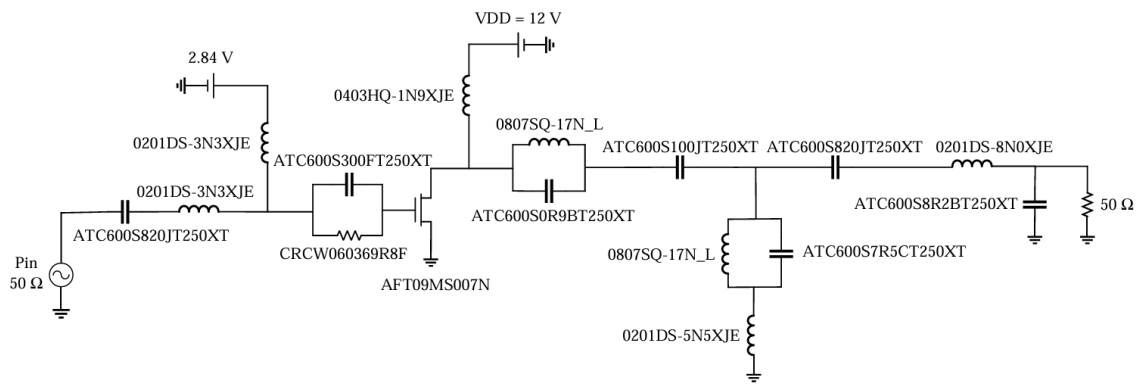 VDD = 12 V
2.84 V
0403HQ-1N9XJE
0807SQ-17N_L
0201DS-3N3XJE
ATC600S100JT250XT
ATC600S820JT250XT
0201DS-8N0XJE
ATC600S300FT250XT
0201DS-3N3XJE
ATC600S0R9BT250XT
ATC600S8R2BT250XT
50 Ω
ATC600S820JT250XT
CRCW060369R8F
0807SQ-17N_L
ATC600S7R5CT250XT
Pin
50 Ω
AFT09MS007N
0201DS-5N5XJE